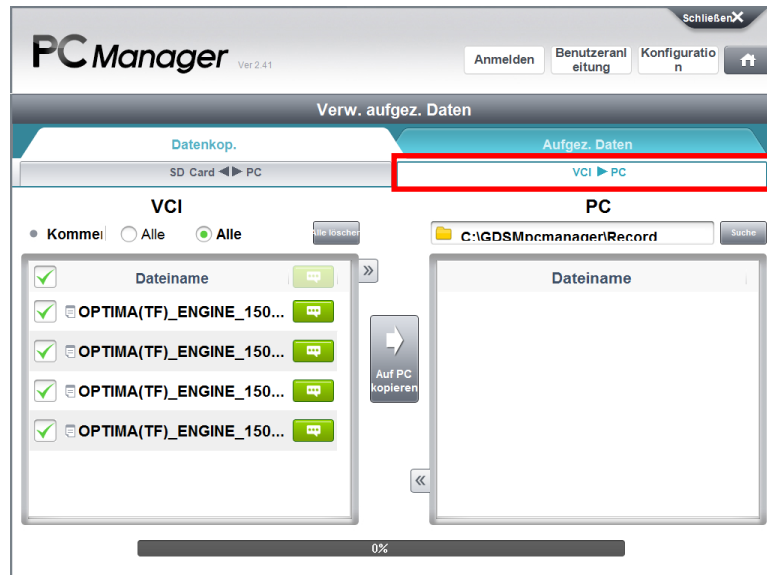 Schließen X
PC Manager Ver 2.41
Anmelden
Benutzeranl
eitung
Konfiguratio
n
Verw. aufgez. Daten
Datenkop.
Aufgez. Daten
SD Card ◀▶ PC
VCI ▶ PC
VCI
PC
Kommei
Alle
Alle
Alle löschen
C:\GDSMpcmanager\Record
Suche
Dateiname
»
Dateiname
OPTIMA(TF)_ENGINE_150...
OPTIMA(TF)_ENGINE_150...
OPTIMA(TF)_ENGINE_150...
OPTIMA(TF)_ENGINE_150...
Auf PC
kopieren
«
0%